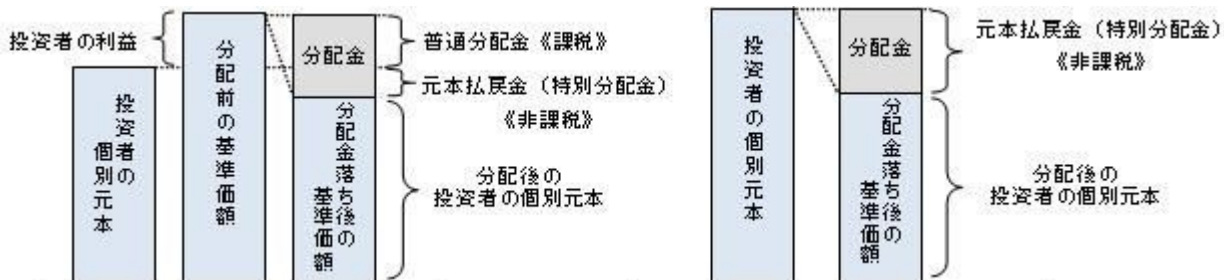 投資者の利益
投資者の
個別元本
分配前の基準価額
分配金
分配金落ち後の
基準価額
普通分配金《課税》
元本払戻金（特別分配金）
《非課税》
分配後の
投資者の個別元本
投資者の個別元本
分配金
分配金落ち後の
基準価額
元本払戻金（特別分配金）
《非課税》
分配後の
投資者の個別元本